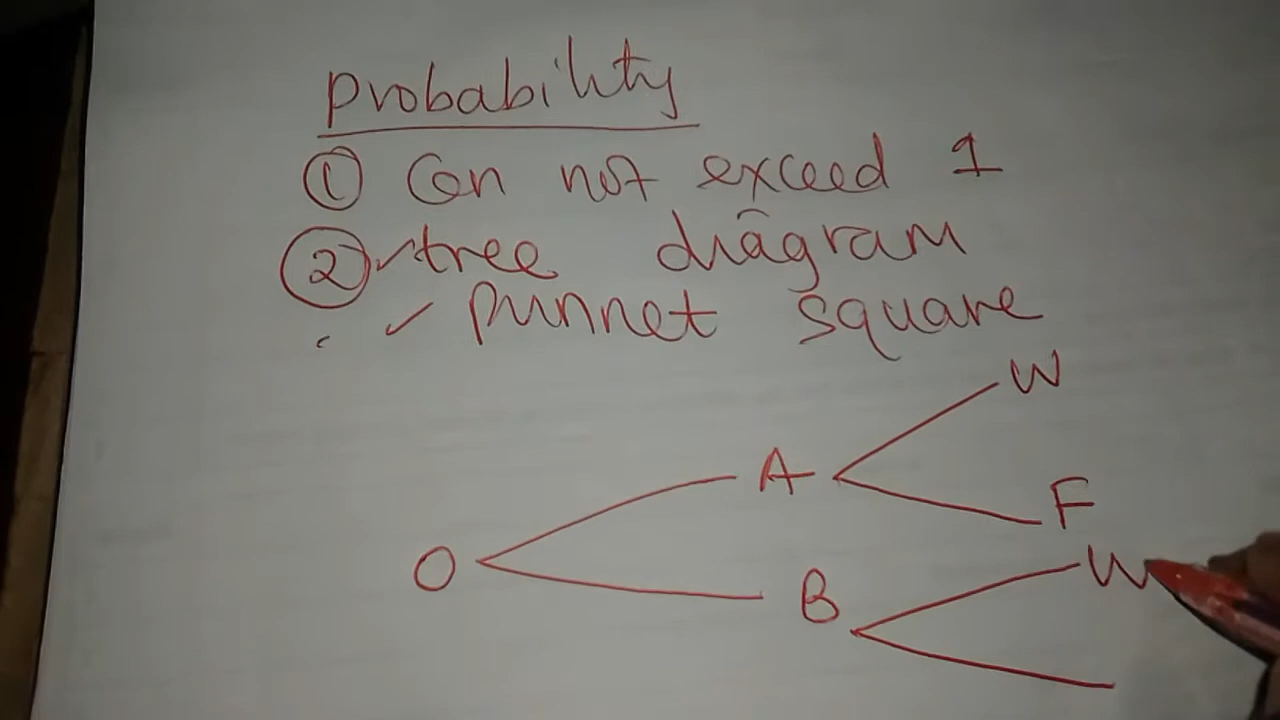 Probability
① Can not exceed 1
② ✓ tree diagram
✓ punnet square
W
A
F
O
W
B